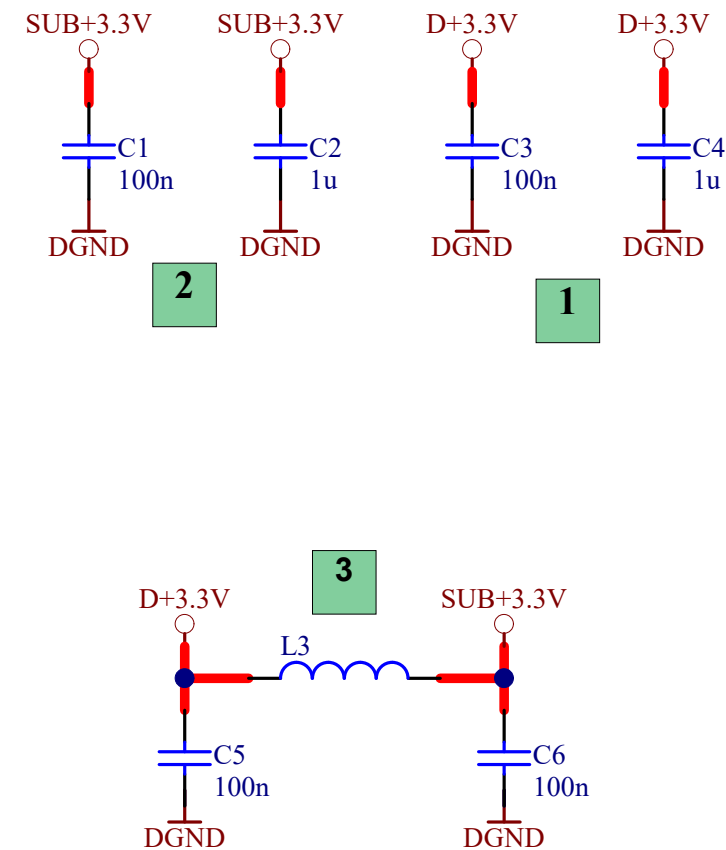 SUB+3.3V
SUB+3.3V
D+3.3V
D+3.3V
C1
C2
C3
C4
100n
1u
100n
1u
DGND
DGND
DGND
DGND
2
1
3
D+3.3V
SUB+3.3V
L3
C5
C6
100n
100n
DGND
DGND